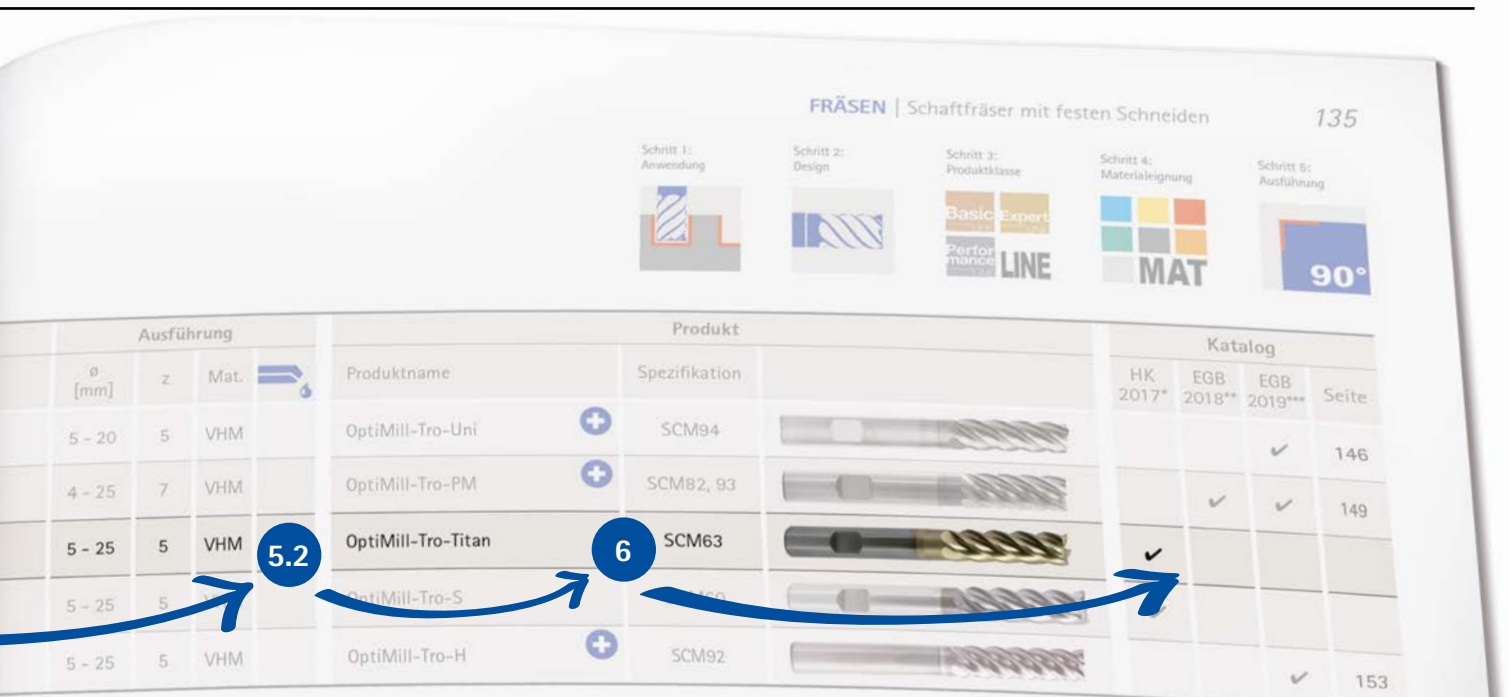 FRÄSEN | Schaftfräser mit festen Schneiden 135
Schritt 1:
Anwendung
Schritt 2:
Design
Schritt 3:
Produktklasse
Schritt 4:
Materialeignung
Schritt 5:
Ausführung
Basic Expert
Perfor
mance LINE
MAT
90°
Ausführung Produkt Katalog
ø
[mm] z Mat. Produktname Spezifikation HK
2017* EGB
2018** EGB
2019*** Seite
5 – 20 5 VHM OptiMill-Tro-Uni SCM94 ✔ 146
4 – 25 7 VHM OptiMill-Tro-PM SCM82, 93 ✔ ✔ 149
5 – 25 5 VHM 5.2 OptiMill-Tro-Titan 6 SCM63 ✔
5 – 25 5 OptiMill-Tro-S ✔
5 – 25 5 VHM OptiMill-Tro-H SCM92 ✔ 153